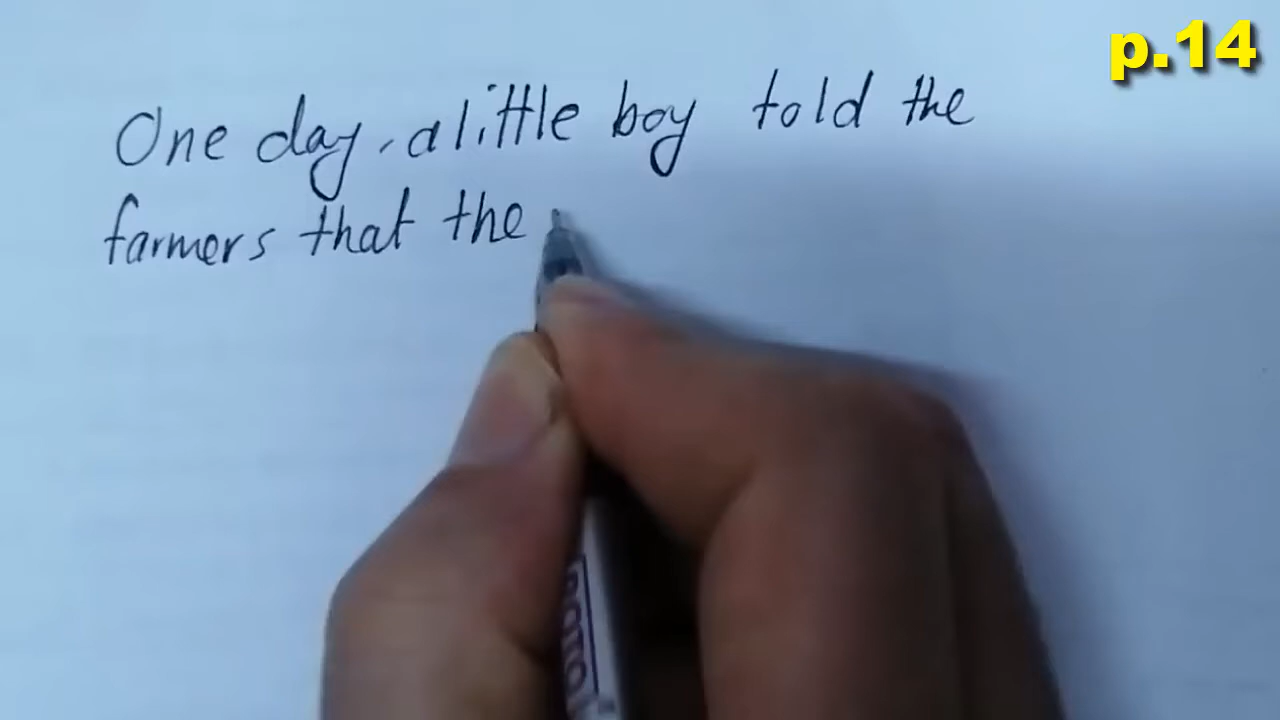 p.14
One day, a little boy told the
farmers that the